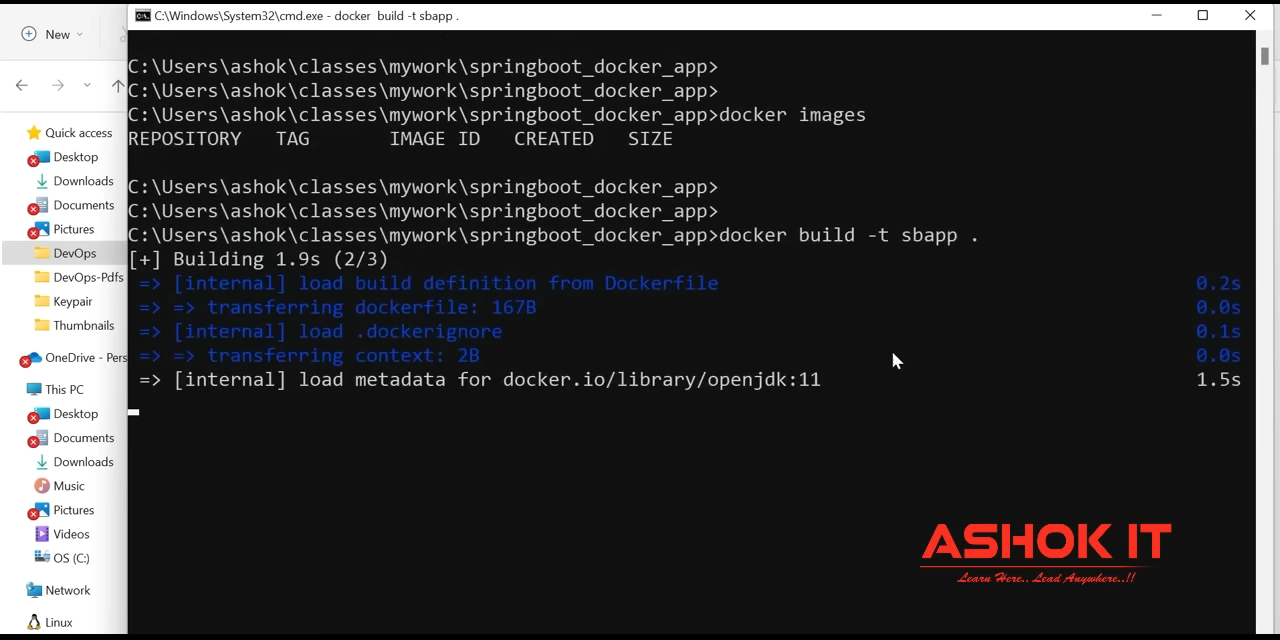 C:\Windows\System32\cmd.exe - docker  build -t sbapp .
New
C:\Users\ashok\classes\mywork\springboot_docker_app>
C:\Users\ashok\classes\mywork\springboot_docker_app>
C:\Users\ashok\classes\mywork\springboot_docker_app>docker images
REPOSITORY   TAG       IMAGE ID   CREATED   SIZE
C:\Users\ashok\classes\mywork\springboot_docker_app>
C:\Users\ashok\classes\mywork\springboot_docker_app>
C:\Users\ashok\classes\mywork\springboot_docker_app>docker build -t sbapp .
[+] Building 1.9s (2/3)
=> [internal] load build definition from Dockerfile 0.2s
=> => transferring dockerfile: 167B 0.0s
=> [internal] load .dockerignore 0.1s
=> => transferring context: 2B 0.0s
=> [internal] load metadata for docker.io/library/openjdk:11 1.5s
Quick access
Desktop
Downloads
Documents
Pictures
DevOps
DevOps-Pdfs
Keypair
Thumbnails
OneDrive - Pers
This PC
Desktop
Documents
Downloads
Music
Pictures
Videos
OS (C:)
Network
Linux
ASHOK IT
Learn Here.. Lead Anywhere..!!